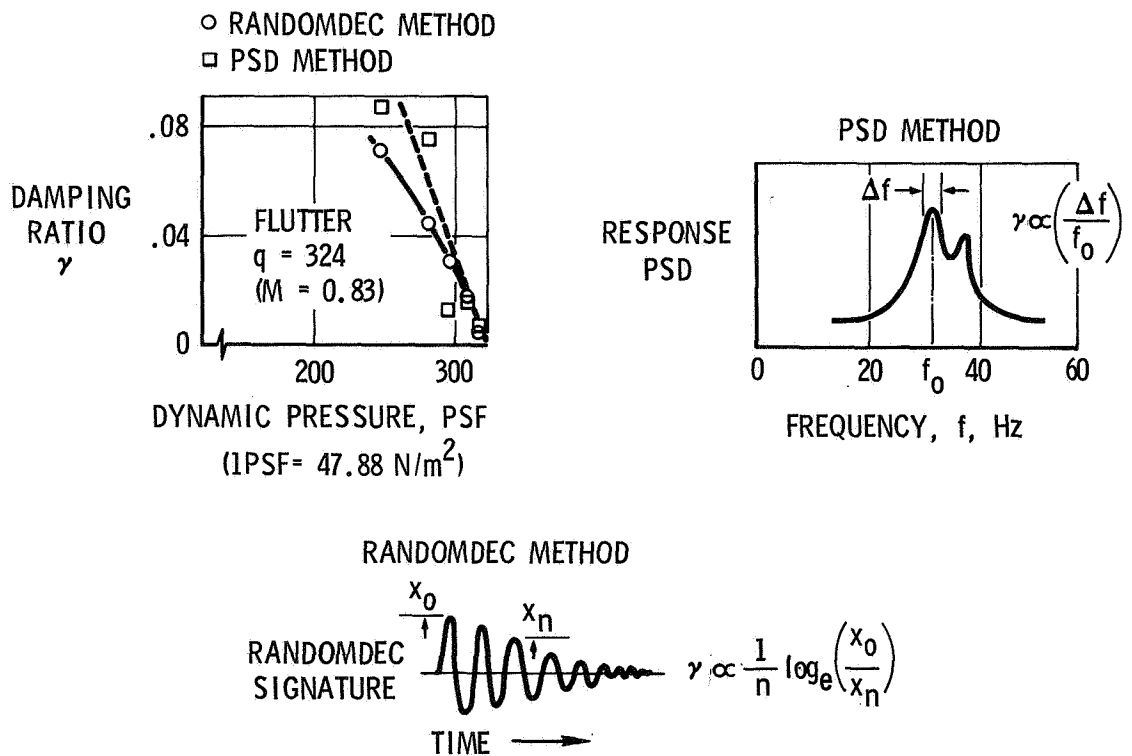 ○ RANDOMDEC METHOD
□ PSD METHOD
.08
.04
0
DAMPING
RATIO
γ
FLUTTER
q = 324
(M = 0.83)
200 300
DYNAMIC PRESSURE, PSF
(1PSF= 47.88 N/m²)
PSD METHOD
RESPONSE
PSD
Δf
γ ∝ (Δf/f₀)
0 20 f₀ 40 60
FREQUENCY, f, Hz
RANDOMDEC METHOD
X₀
Xₙ
RANDOMDEC
SIGNATURE
γ ∝ 1/n logₑ(X₀/Xₙ)
TIME →